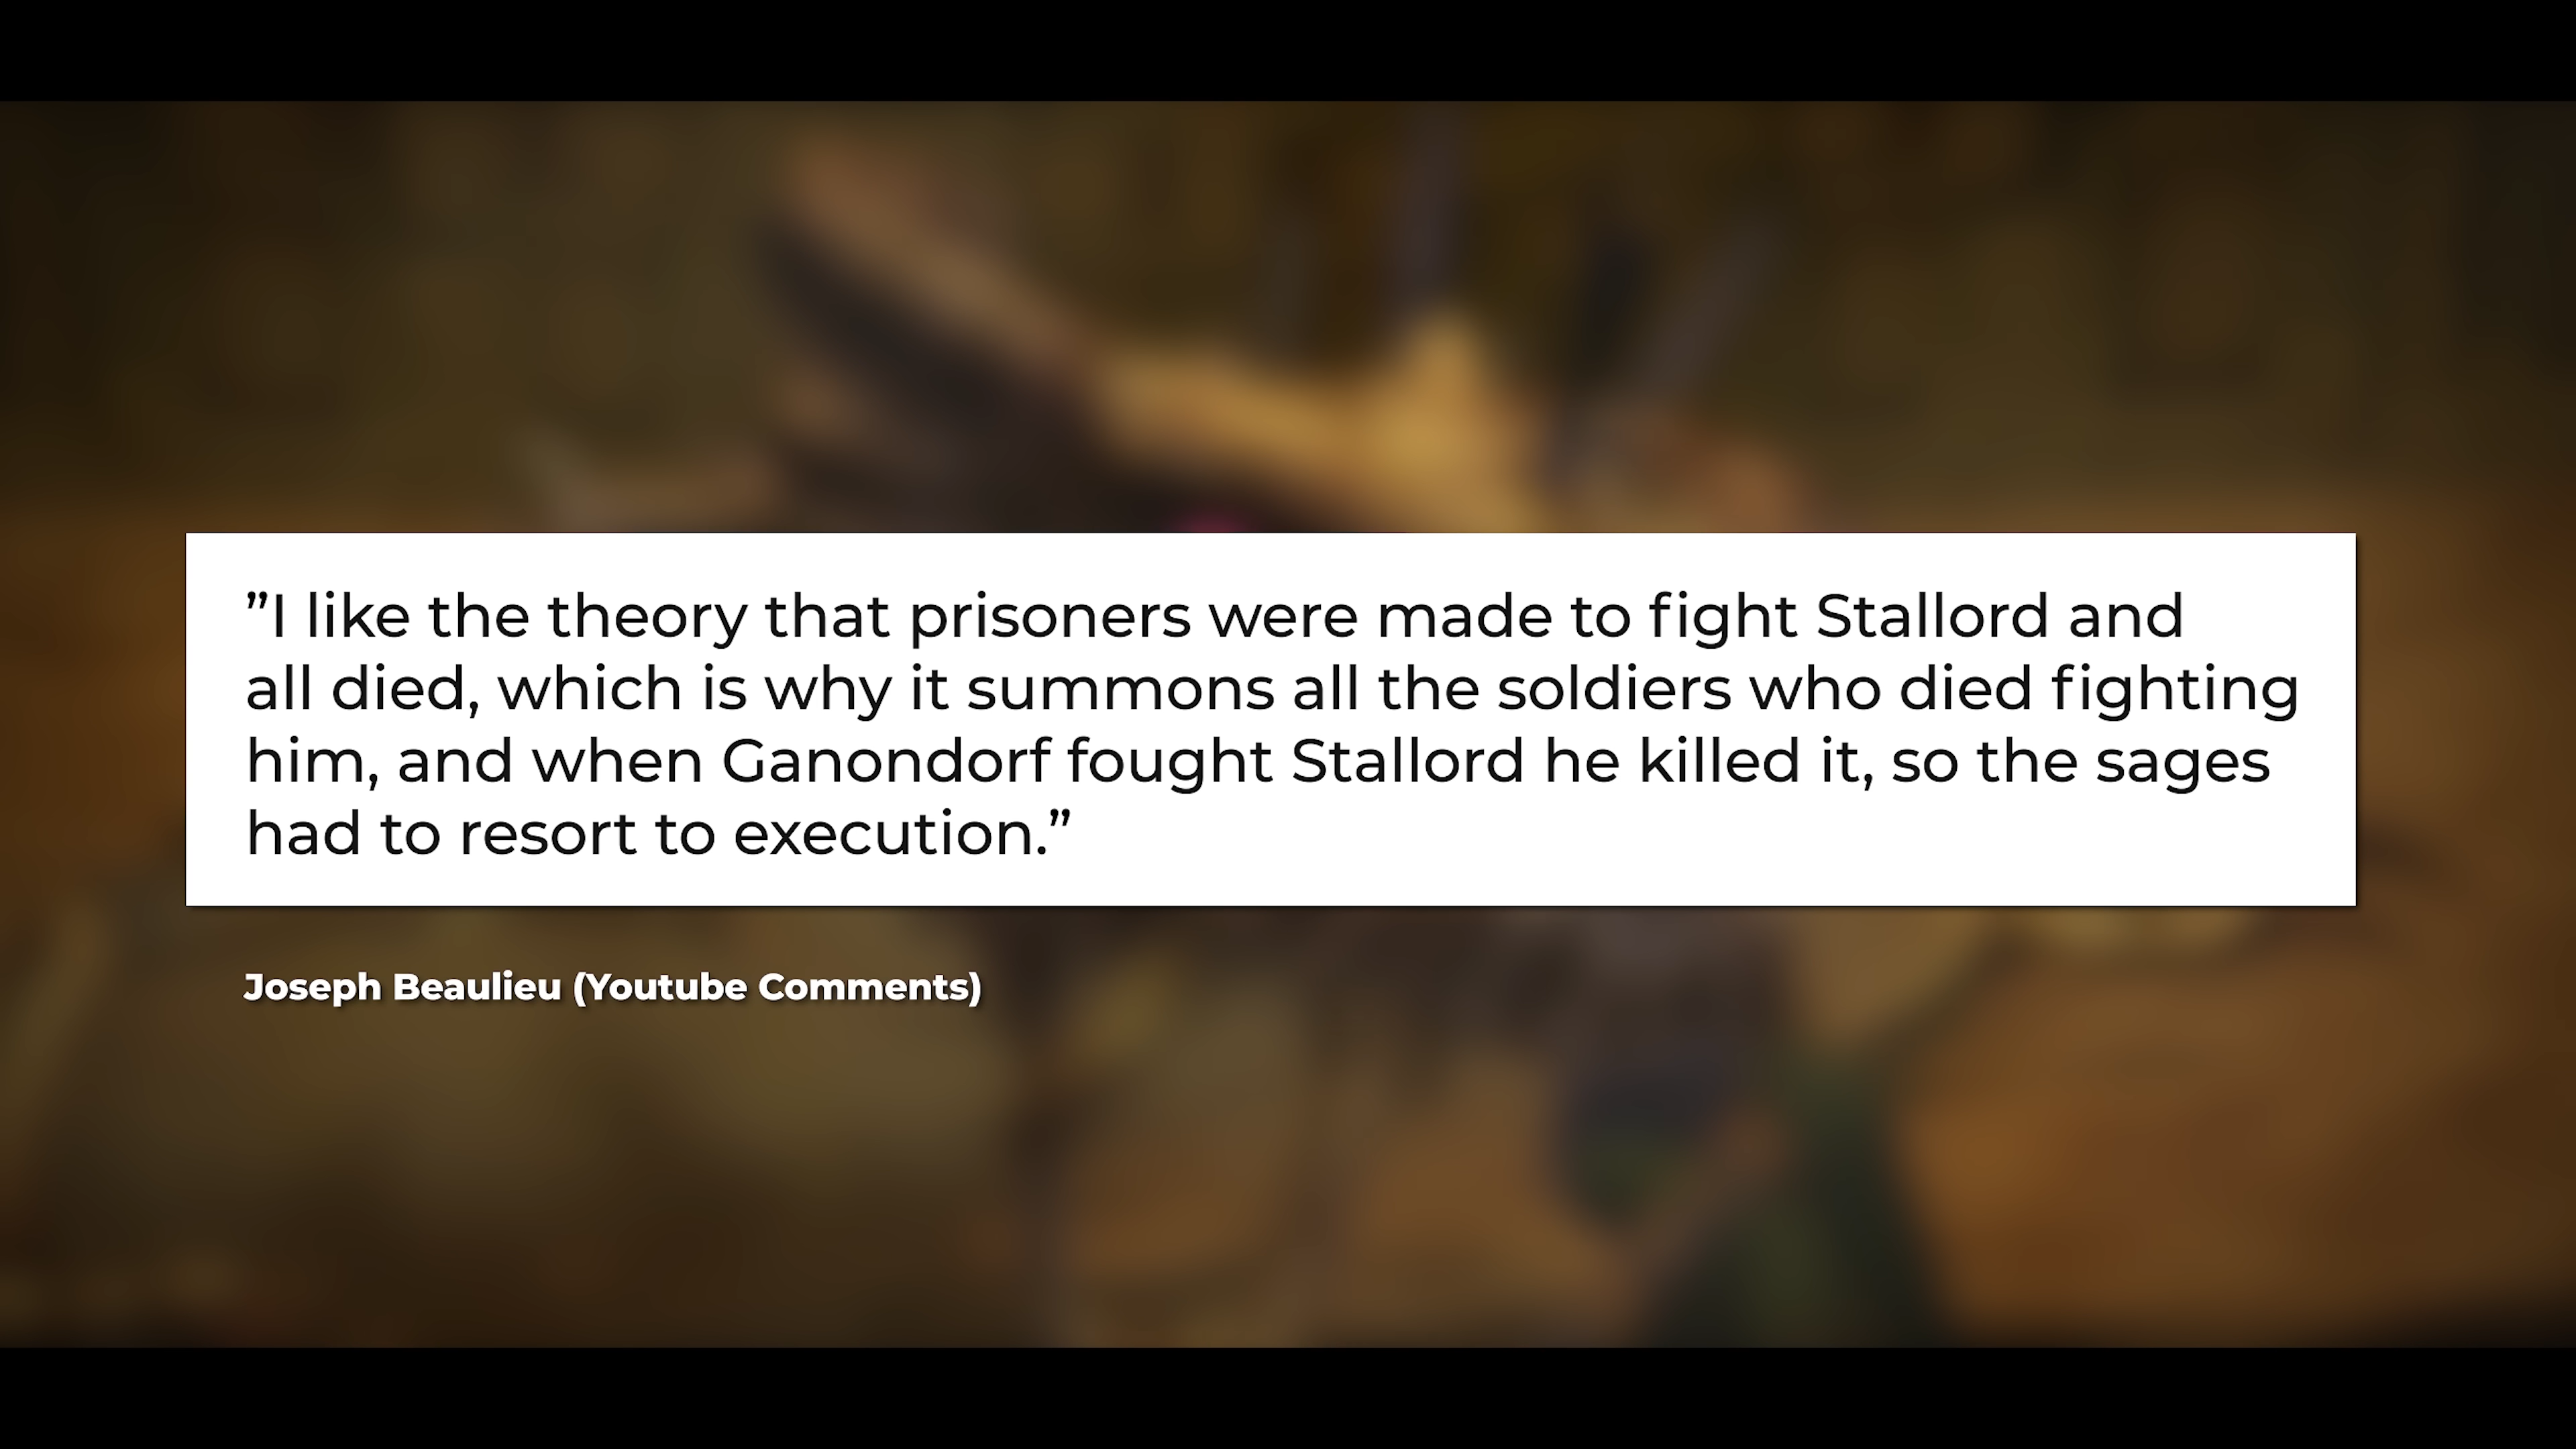 ”I like the theory that prisoners were made to fight Stallord and
all died, which is why it summons all the soldiers who died fighting
him, and when Ganondorf fought Stallord he killed it, so the sages
had to resort to execution.”
Joseph Beaulieu (Youtube Comments)